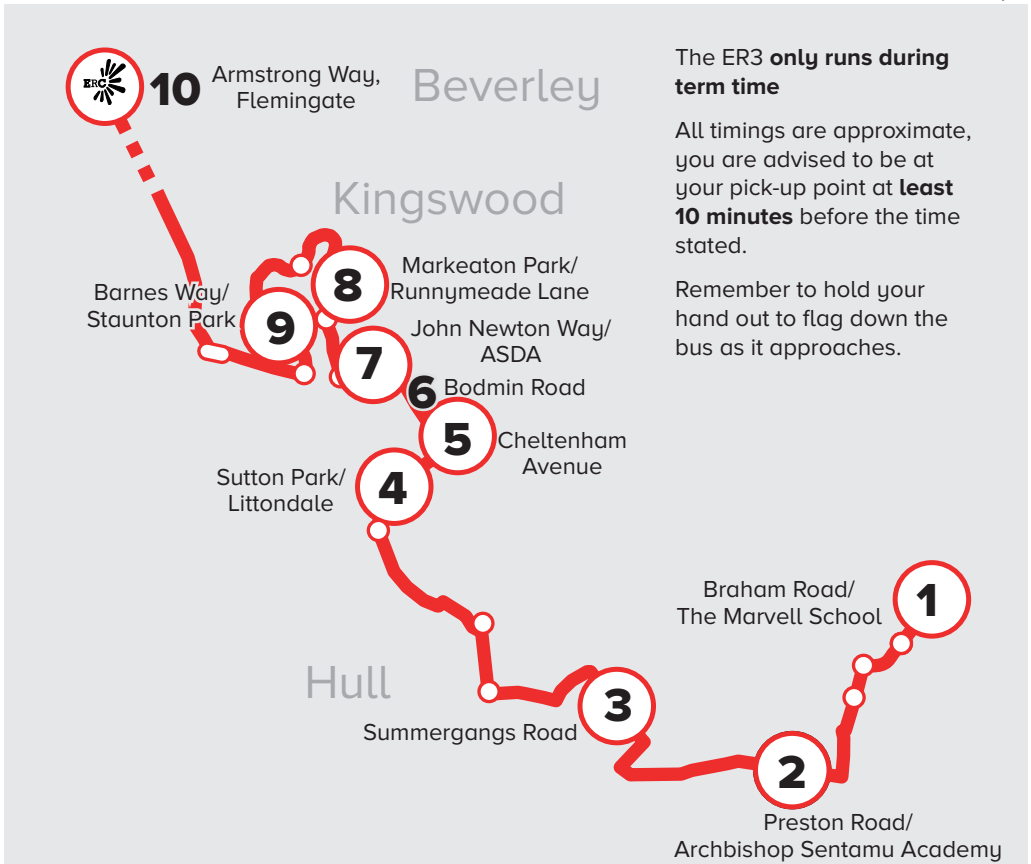 The ER3 only runs during
term time
All timings are approximate,
you are advised to be at
your pick-up point at least
10 minutes before the time
stated.
Remember to hold your
hand out to flag down the
bus as it approaches.
ERC
10
Armstrong Way,
Flemingate
Beverley
Kingswood
8
Markeaton Park/
Runnymeade Lane
Barnes Way/
Staunton Park
9
John Newton Way/
ASDA
7
6
Bodmin Road
5
Cheltenham
Avenue
Sutton Park/
Littondale
4
Braham Road/
The Marvell School
1
Hull
3
Summergangs Road
2
Preston Road/
Archbishop Sentamu Academy